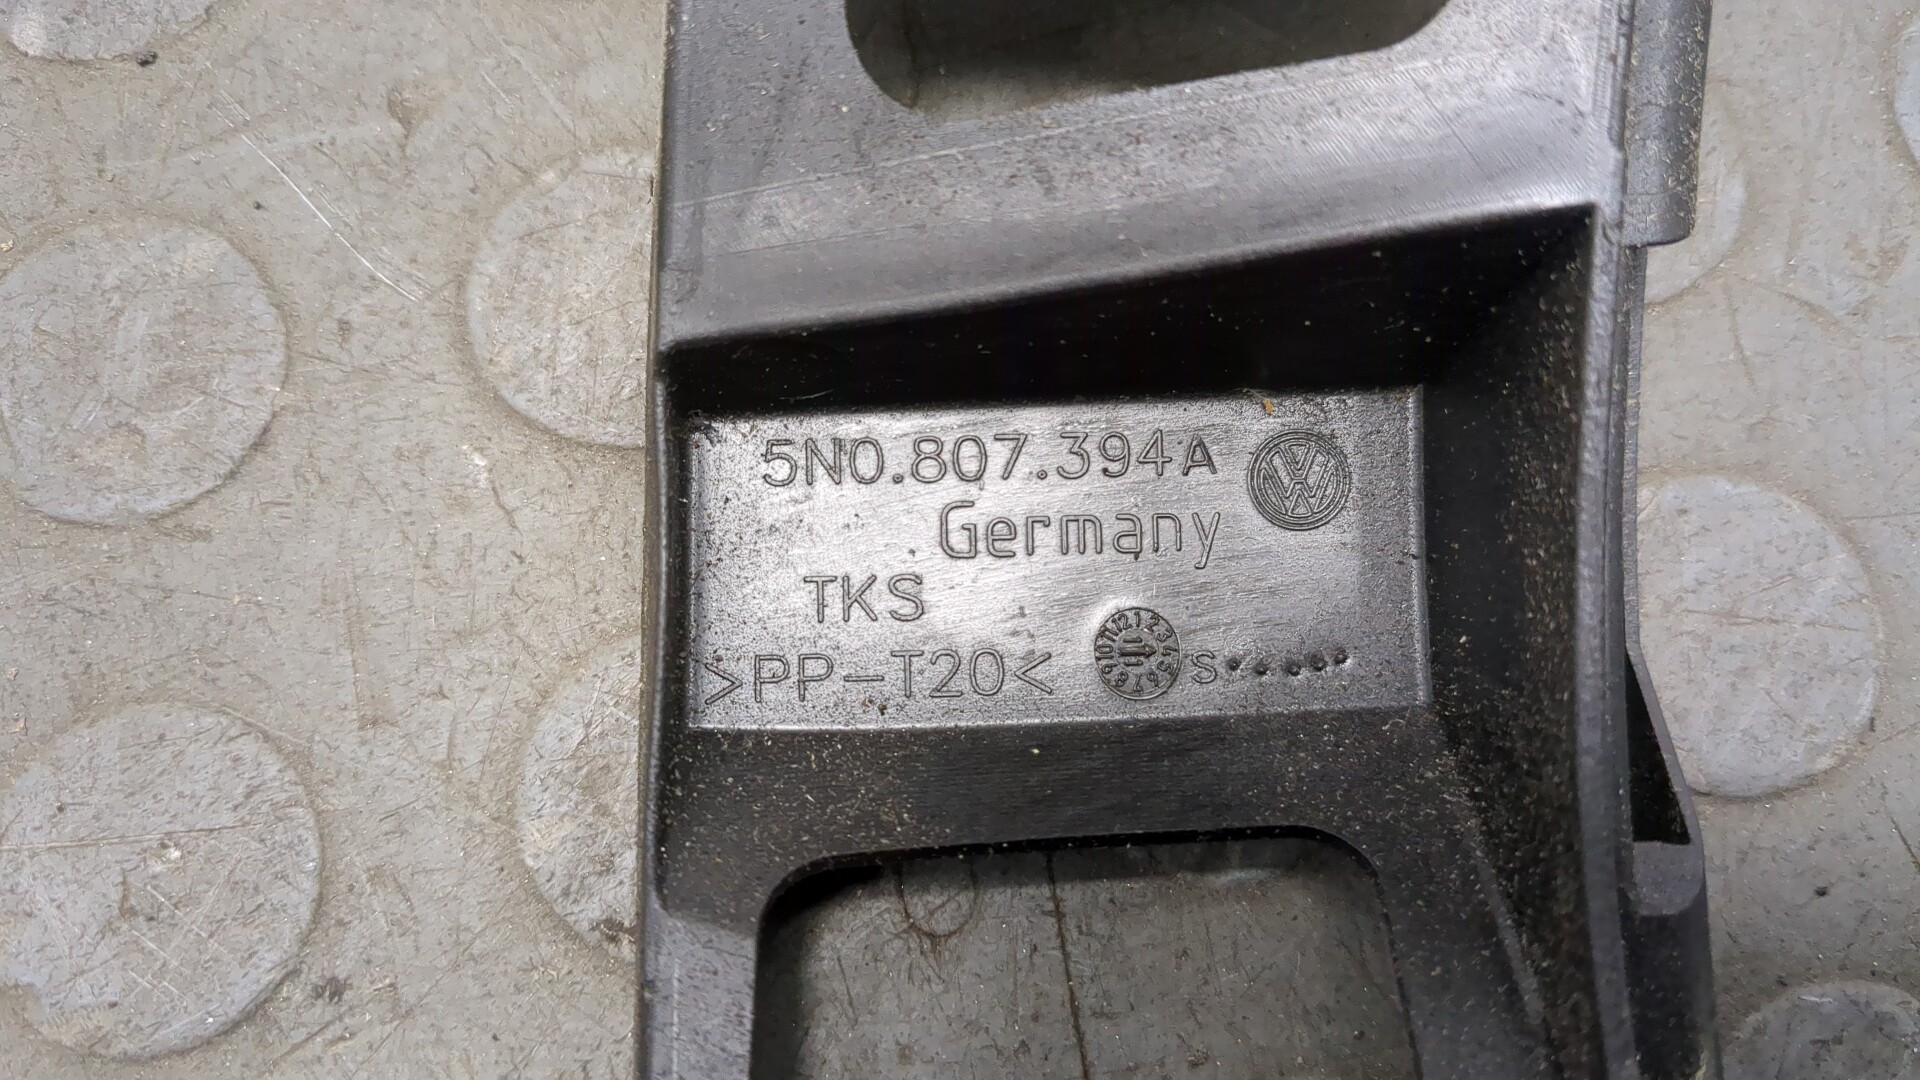 5N0.807.394A
Germany
TKS
>PP-T20<
S